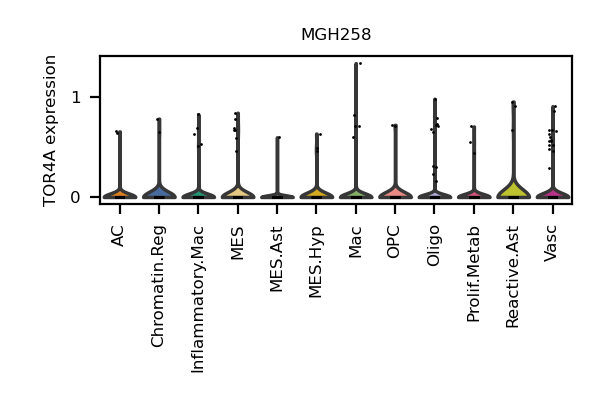 MGH258
TOR4A expression
1
0
AC
Chromatin.Reg
Inflammatory.Mac
MES
MES.Ast
MES.Hyp
Mac
OPC
Oligo
Prolif.Metab
Reactive.Ast
Vasc